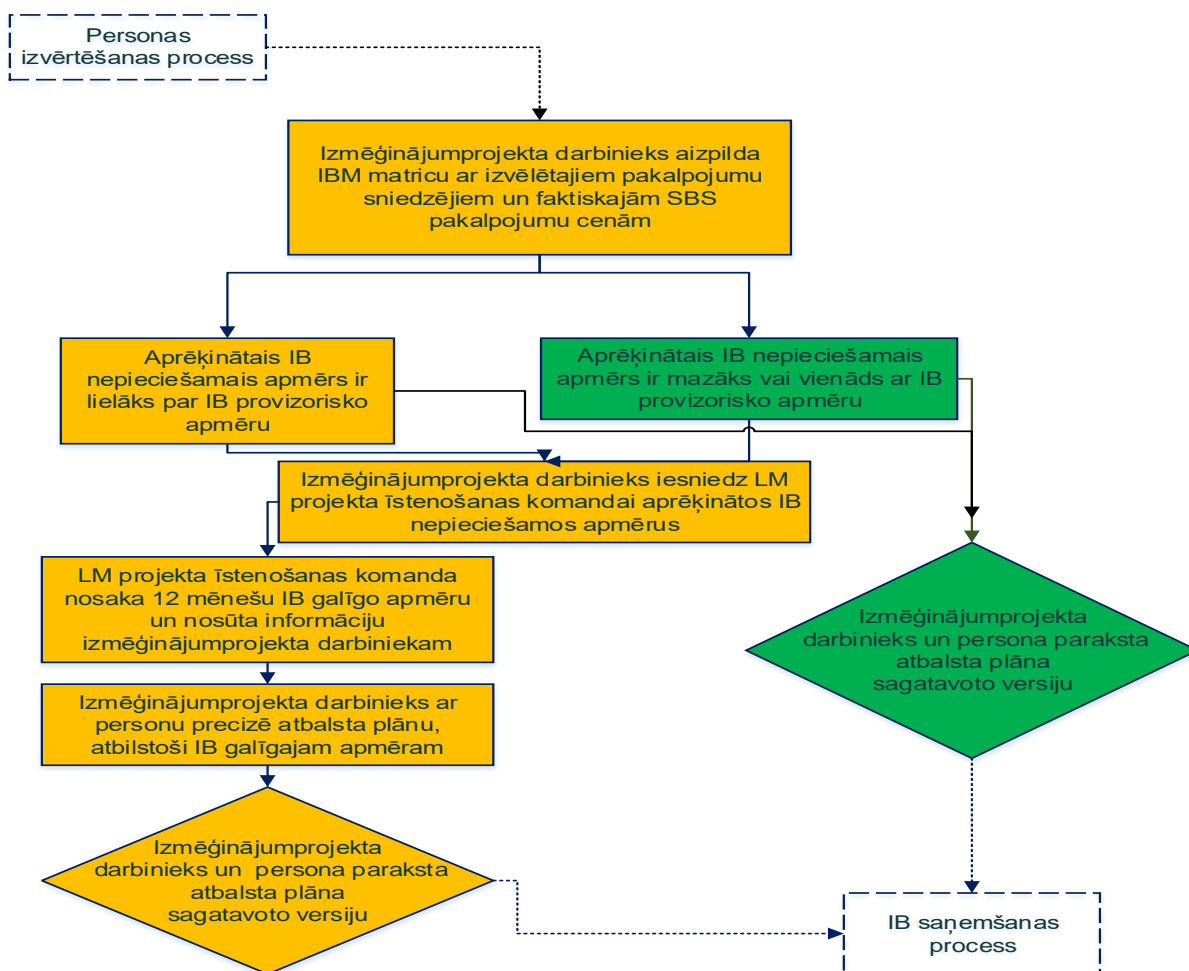 Personas
izvērtēšanas process
Izmēģinājumprojekta darbinieks aizpilda
IBM matricu ar izvēlētajiem pakalpojumu
sniedzējiem un faktiskajām SBS
pakalpojumu cenām
Aprēķinātais IB
nepieciešamais apmērs ir
lielāks par IB provizorisko
apmēru
Aprēķinātais IB nepieciešamais
apmērs ir mazāks vai vienāds ar IB
provizorisko apmēru
Izmēģinājumprojekta darbinieks iesniedz LM
projekta īstenošanas komandai aprēķinātos IB
nepieciešamos apmērus
LM projekta īstenošanas komanda
nosaka 12 mēnešu IB galīgo apmēru
un nosūta informāciju
izmēģinājumprojekta darbiniekam
Izmēģinājumprojekta
darbinieks un persona paraksta
atbalsta plāna
sagatavoto versiju
Izmēģinājumprojekta darbinieks ar
personu precizē atbalsta plānu,
atbilstoši IB galīgajam apmēram
Izmēģinājumprojekta
darbinieks un  persona paraksta
atbalsta plāna
sagatavoto versiju
IB saņemšanas
process